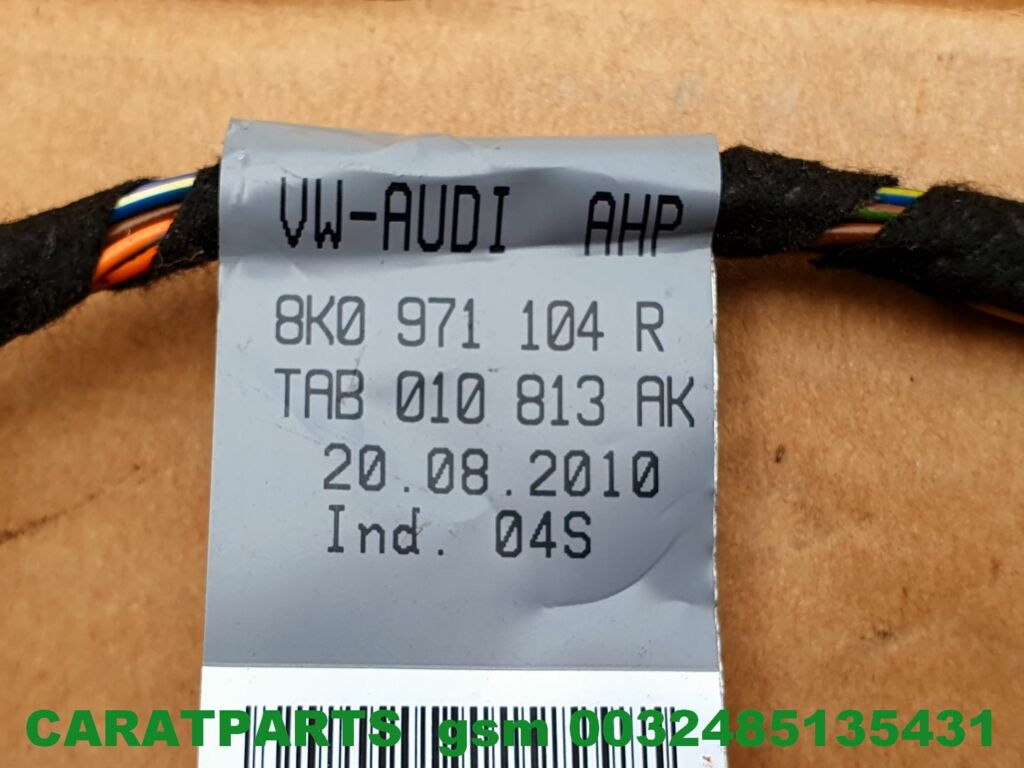 VW-AUDI AHP
8K0 971 104 R
TAB 010 813 AK
20.08.2010
Ind. 04S
CARATPARTS gsm 0032485135431